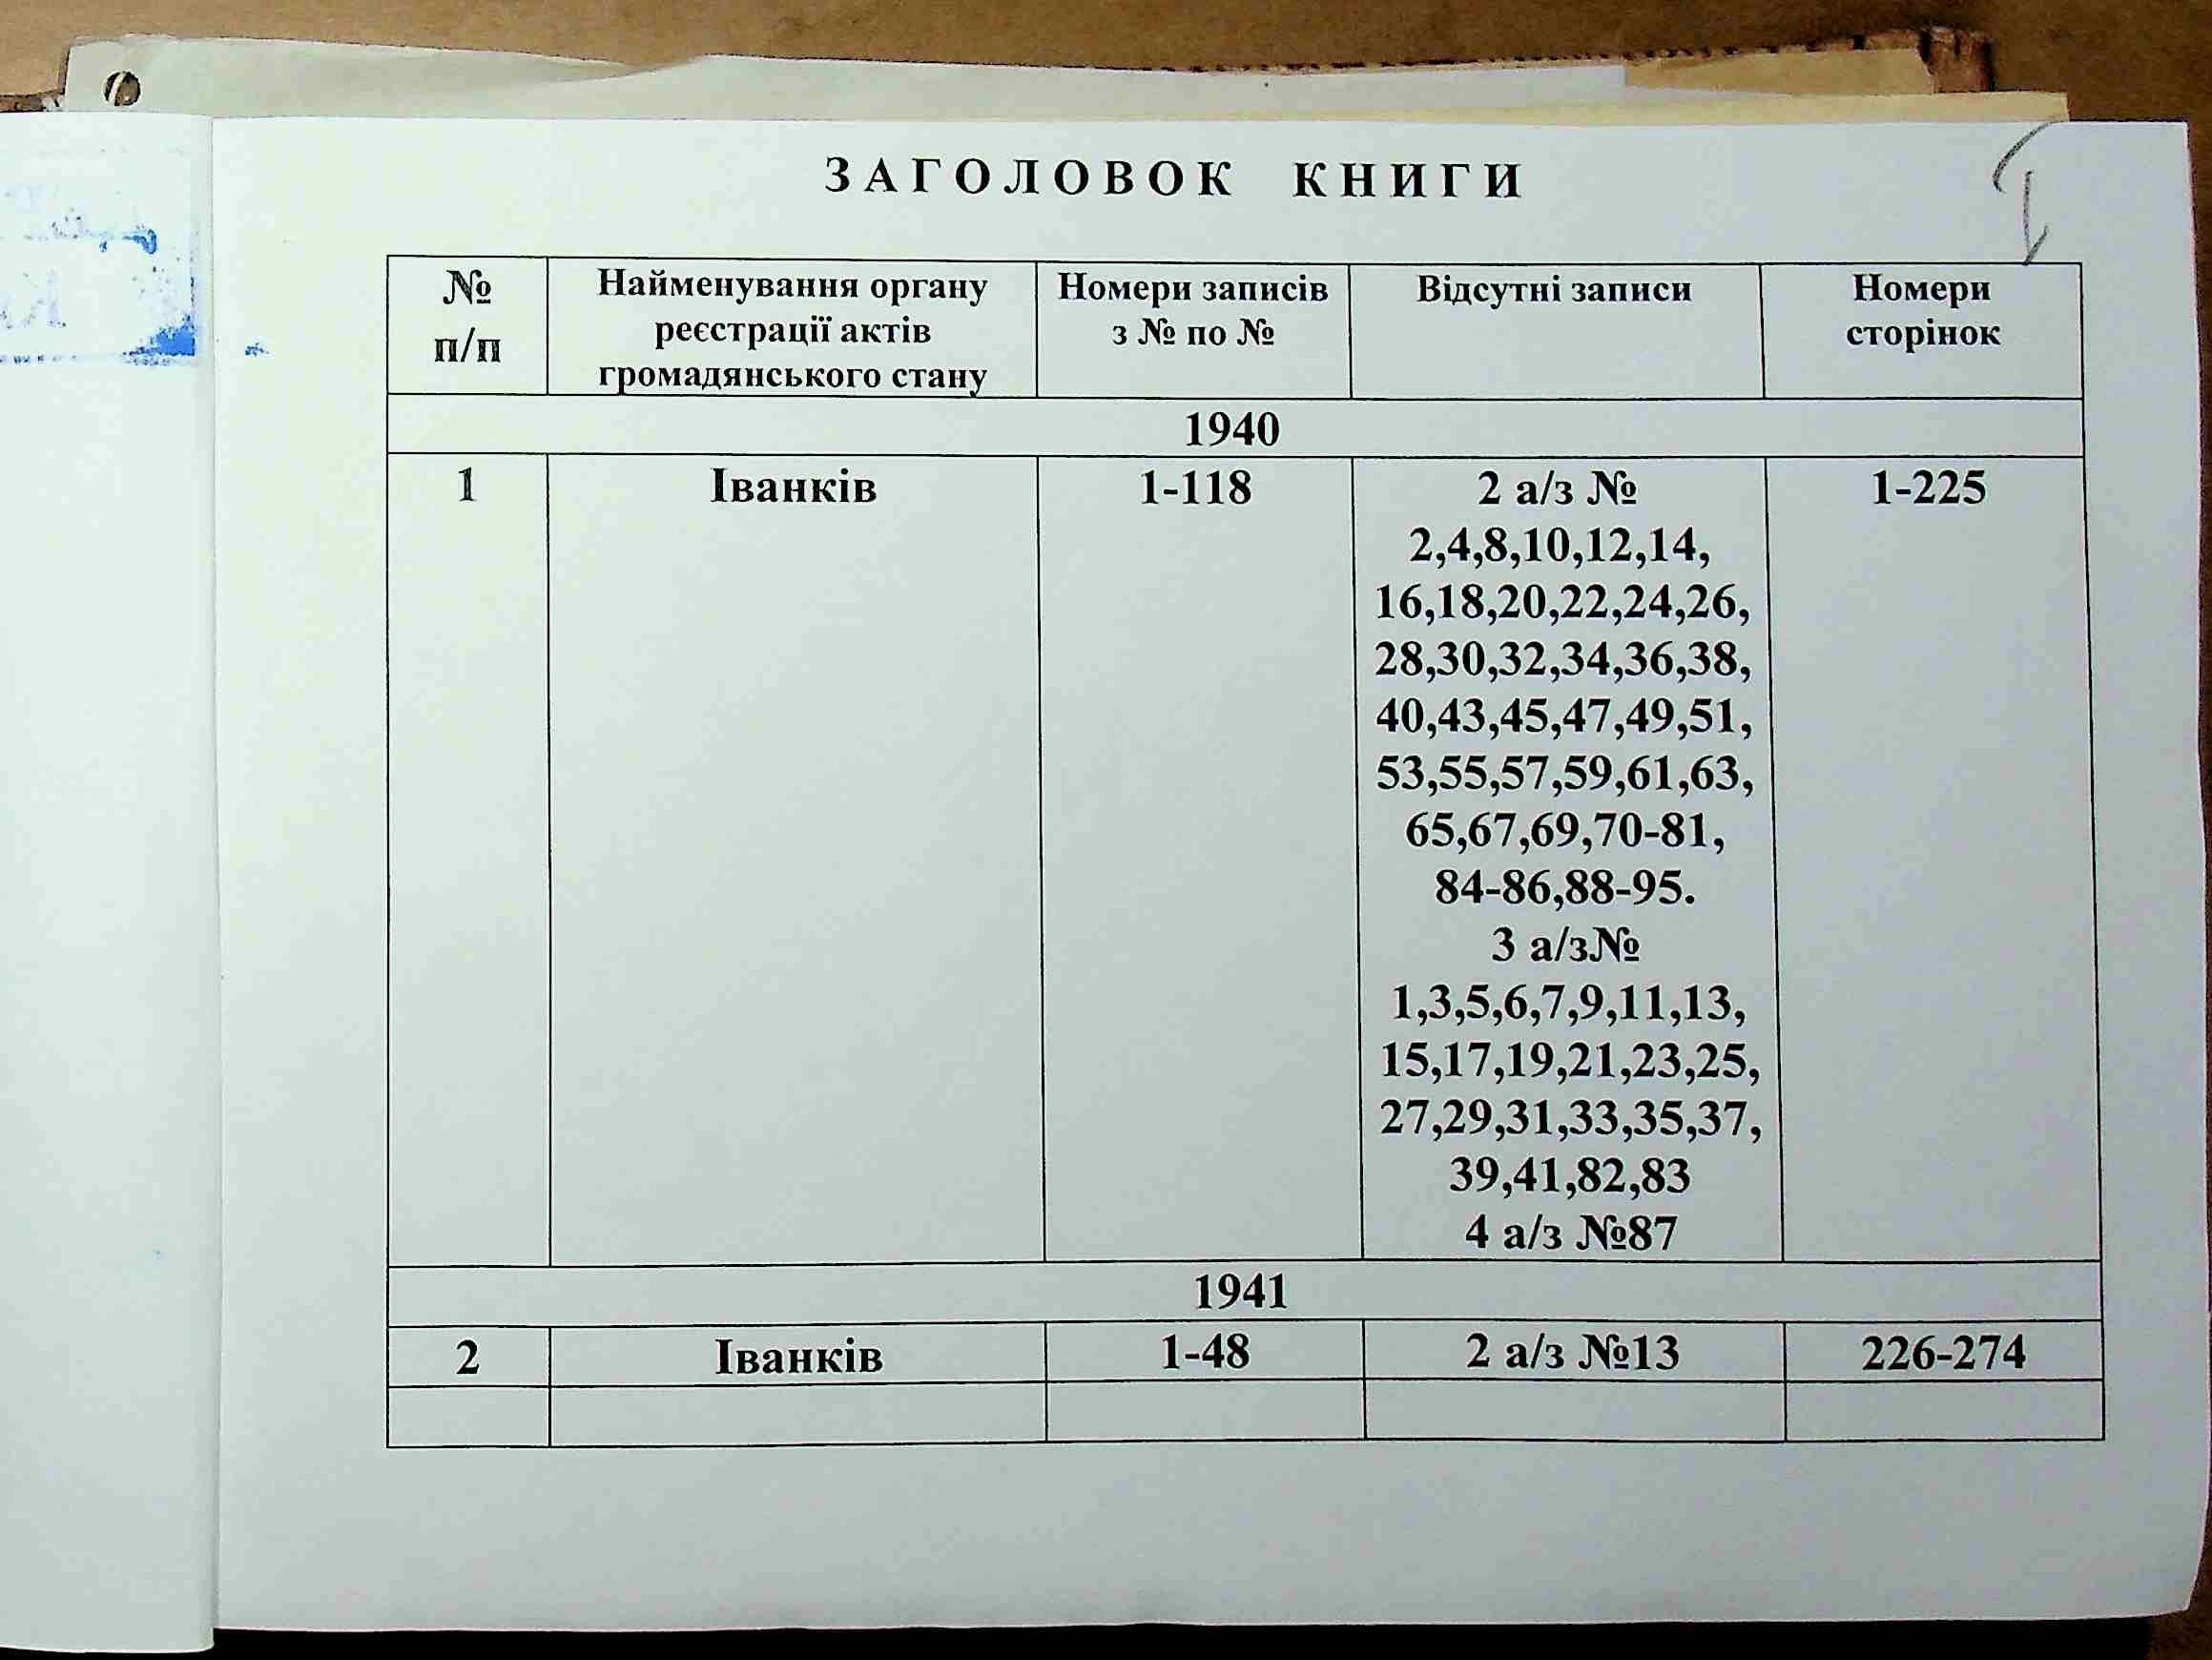 ЗАГОЛОВОК КНИГИ
№ п/п
Найменування органу реєстрації актів громадянського стану
Номери записів з № по №
Відсутні записи
Номери сторінок
1940
1 Іванків 1-118 2 а/з № 1-225
2,4,8,10,12,14,
16,18,20,22,24,26,
28,30,32,34,36,38,
40,43,45,47,49,51,
53,55,57,59,61,63,
65,67,69,70-81,
84-86,88-95.
3 а/з№
1,3,5,6,7,9,11,13,
15,17,19,21,23,25,
27,29,31,33,35,37,
39,41,82,83
4 а/з №87
1941
2 Іванків 1-48 2 а/з №13 226-274